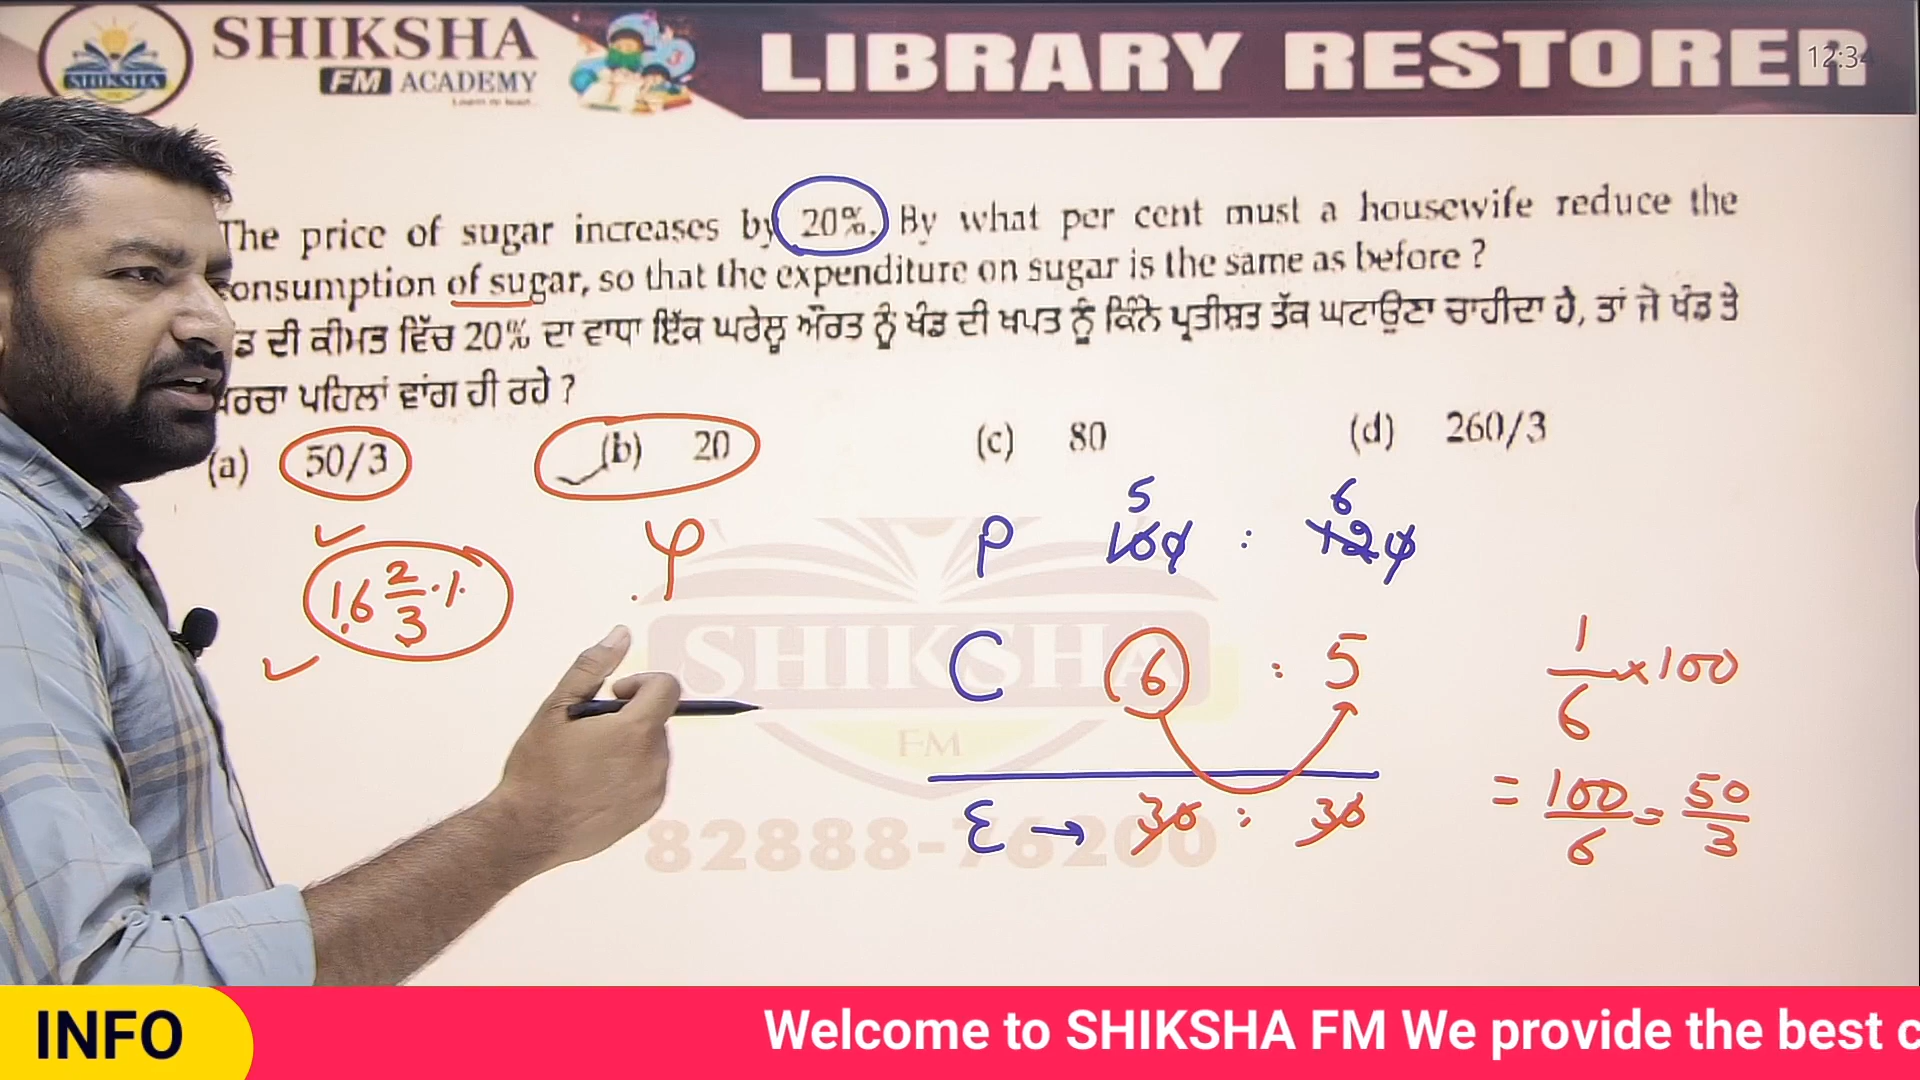 SHIKSHA
FM ACADEMY
SHIKSHA
LIBRARY RESTORER
12:34
The price of sugar increases by 20%. By what per cent must a housewife reduce the
consumption of sugar, so that the expenditure on sugar is the same as before ?
ਡ ਦੀ ਕੀਮਤ ਵਿੱਚ 20% ਦਾ ਵਾਧਾ ਇੱਕ ਘਰੇਲੂ ਔਰਤ ਨੂੰ ਖੰਡ ਦੀ ਖਪਤ ਨੂੰ ਕਿੰਨੇ ਪ੍ਰਤੀਸ਼ਤ ਤੱਕ ਘਟਾਉਣਾ ਚਾਹੀਦਾ ਹੈ, ਤਾਂ ਜੇ ਖੰਡ ਤੇ
ਖਰਚਾ ਪਹਿਲਾਂ ਵਾਂਗ ਹੀ ਰਹੇ ?
(a) 50/3 (b) 20 (c) 80 (d) 260/3
5 6
P 100 : 120
16 2/3 %
C 6 : 5
1/6 × 100
E → 30 : 30
= 100/6 = 50/3
SHIKSHA
FM
82888-76200
INFO
Welcome to SHIKSHA FM We provide the best c